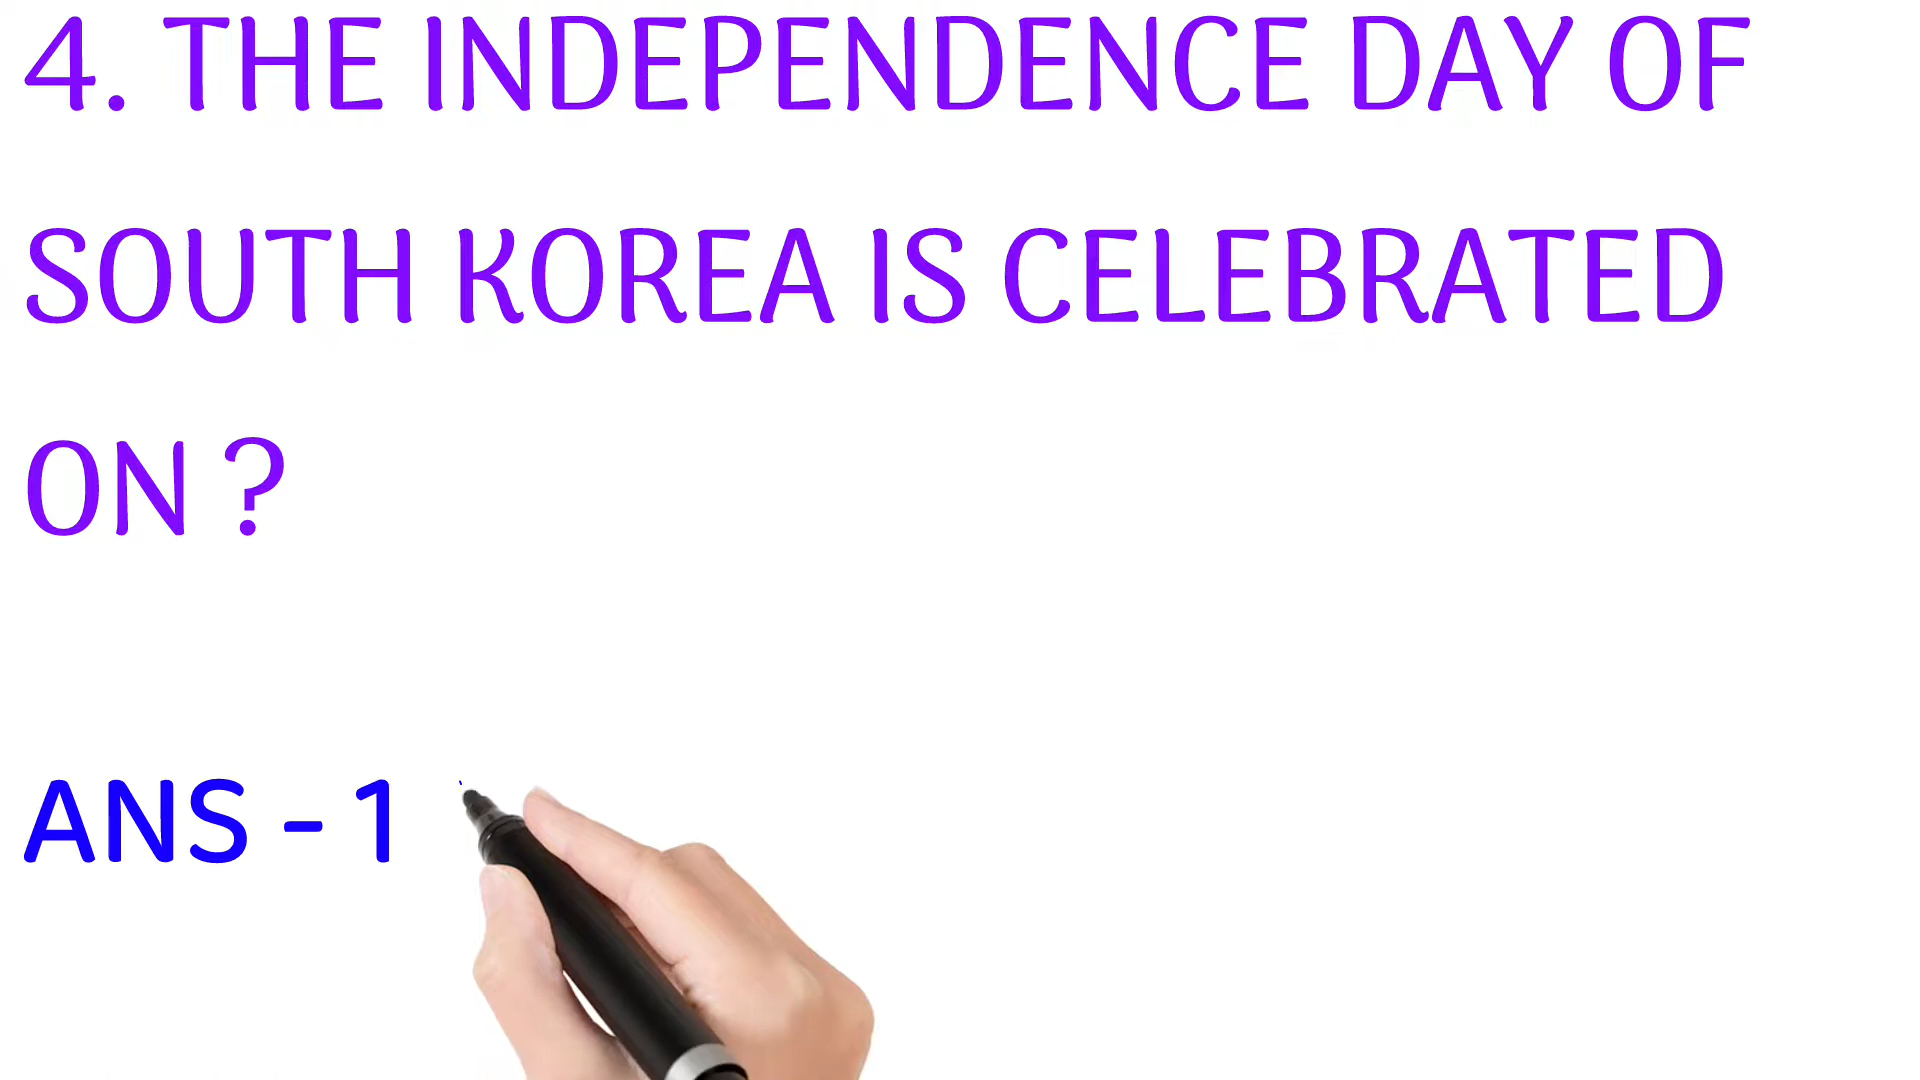 4. THE INDEPENDENCE DAY OF
SOUTH KOREA IS CELEBRATED
ON ?
ANS - 1